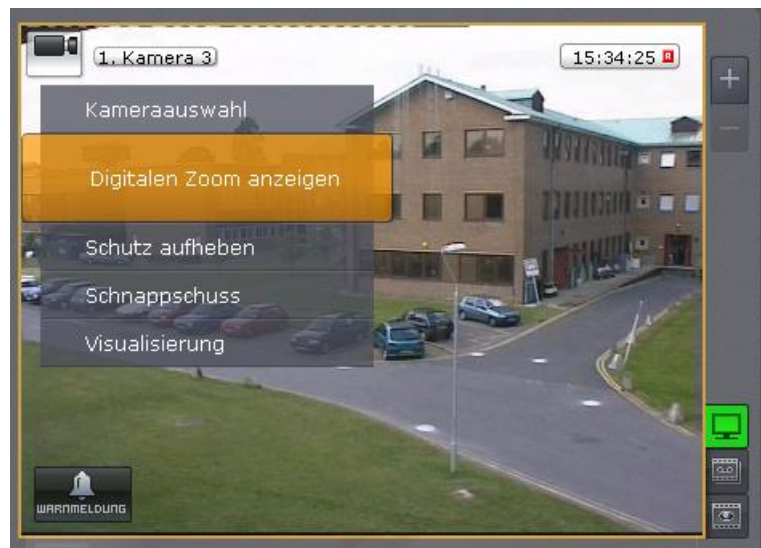 1. Kamera 3
15:34:25 R
Kameraauswahl
Digitalen Zoom anzeigen
Schutz aufheben
Schnappschuss
Visualisierung
WARNMELDUNG